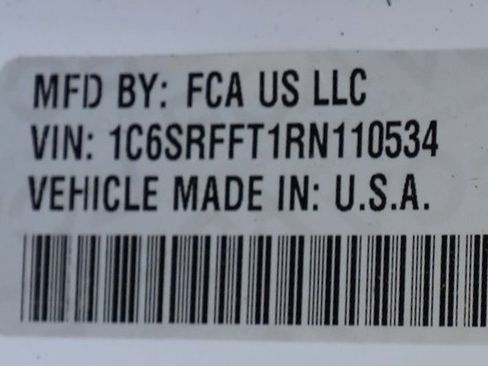 MFD BY: FCA US LLC
VIN: 1C6SRFFT1RN110534
VEHICLE MADE IN: U.S.A.